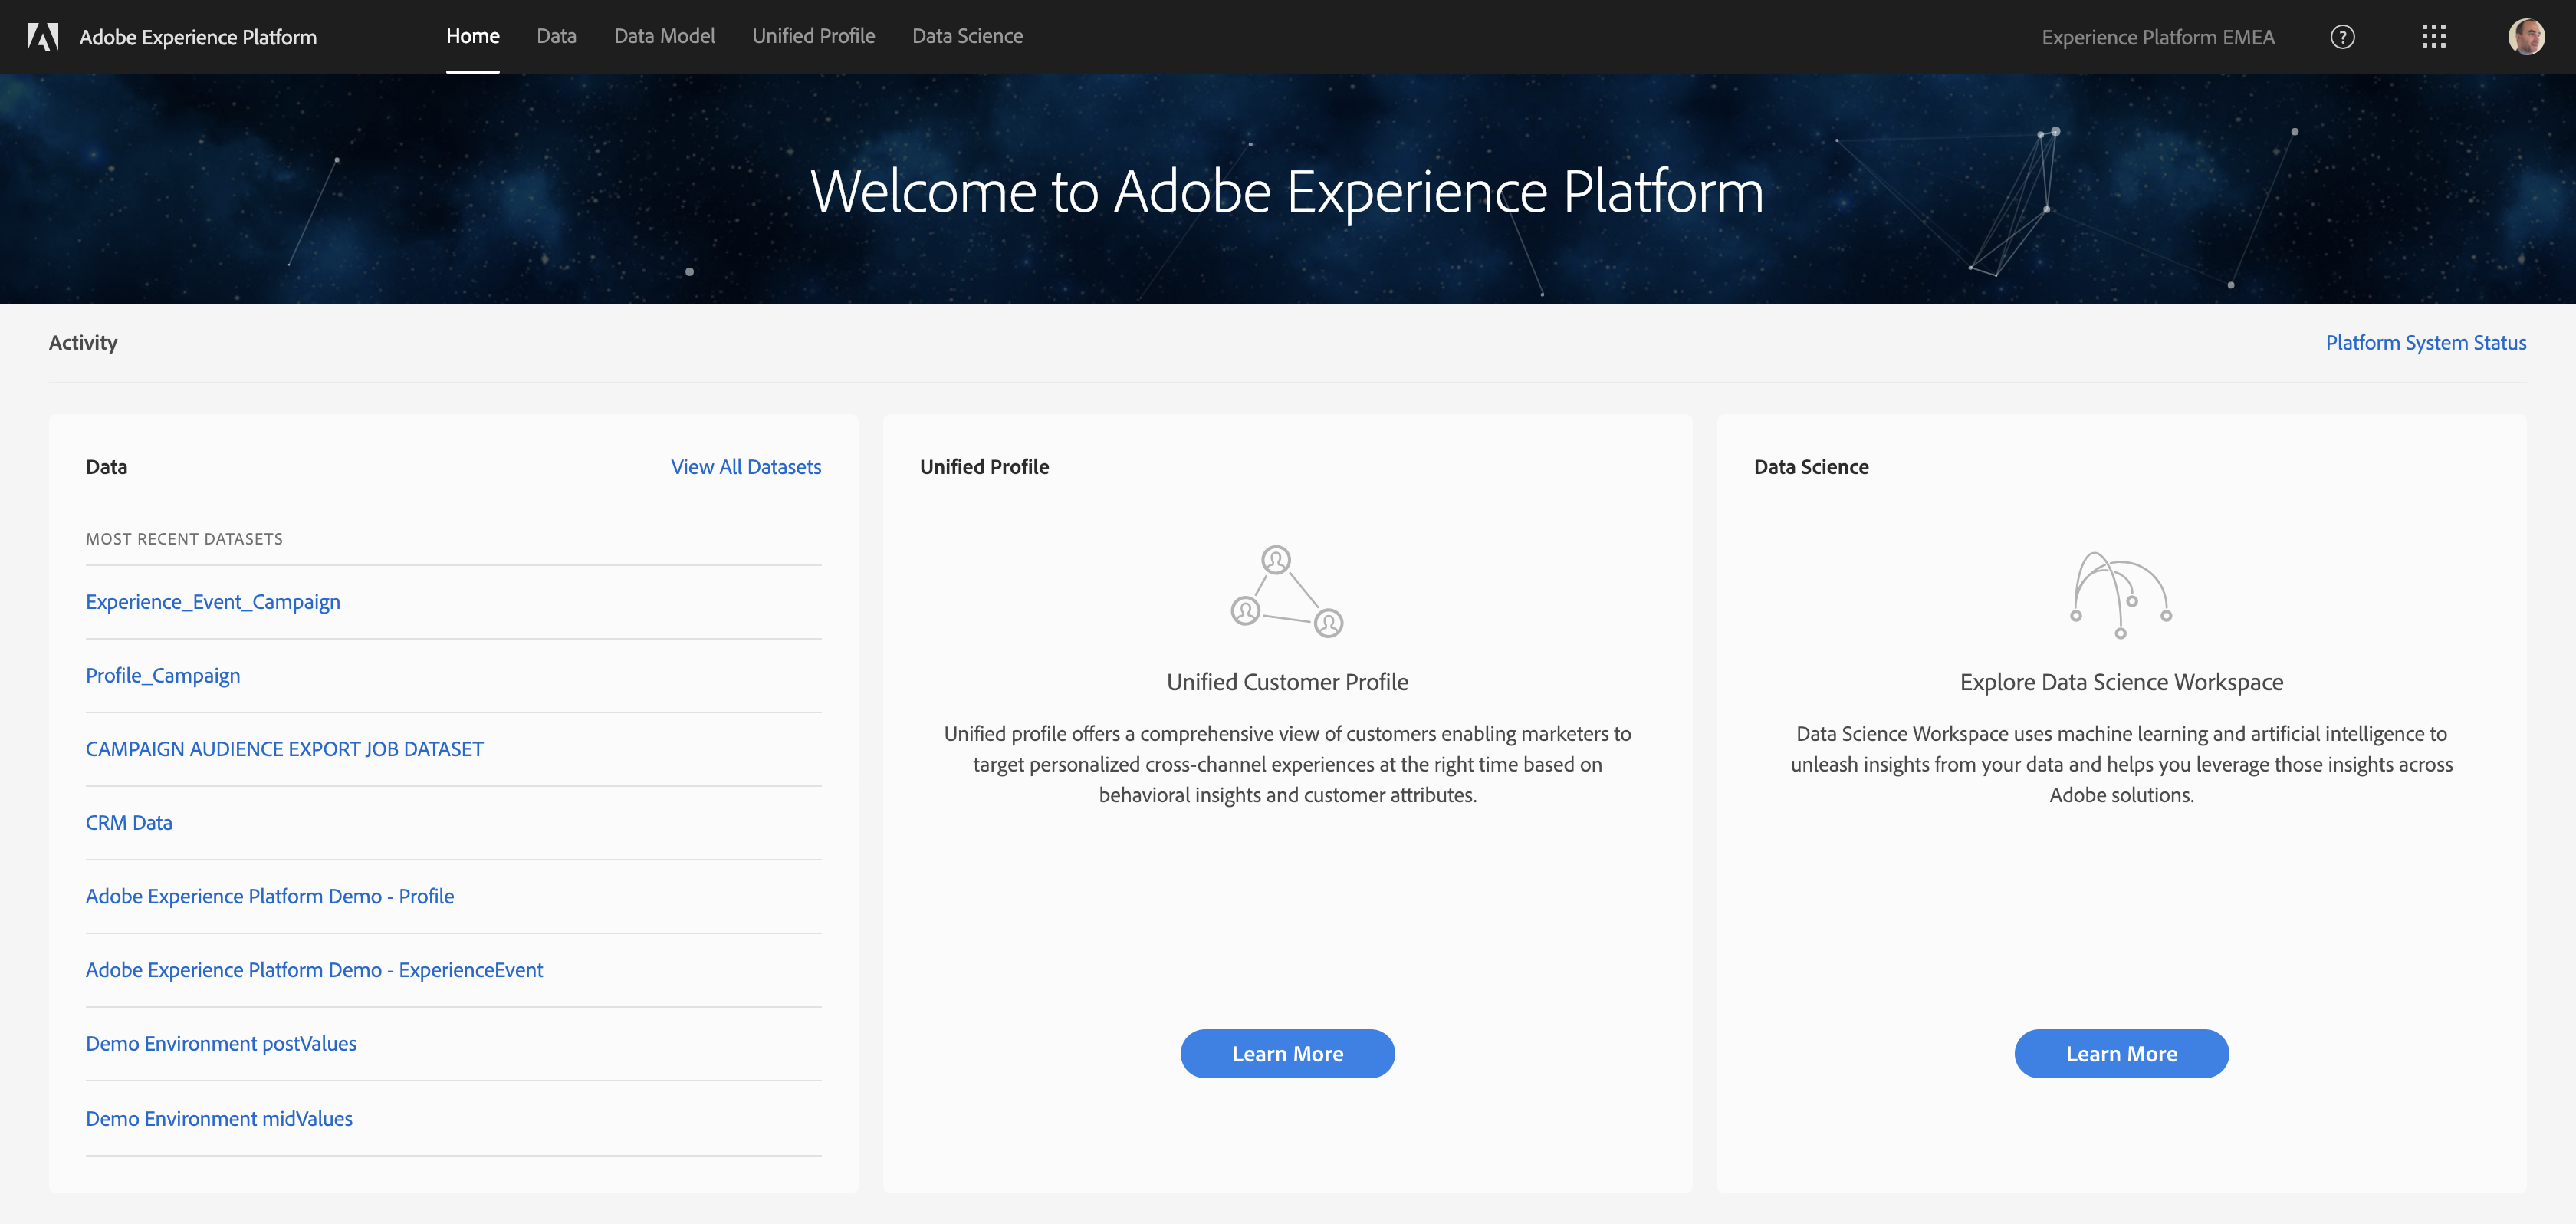 Adobe Experience Platform
Home
Data
Data Model
Unified Profile
Data Science
Experience Platform EMEA
?
Welcome to Adobe Experience Platform
Activity
Platform System Status
Data
View All Datasets
MOST RECENT DATASETS
Experience_Event_Campaign
Profile_Campaign
CAMPAIGN AUDIENCE EXPORT JOB DATASET
CRM Data
Adobe Experience Platform Demo - Profile
Adobe Experience Platform Demo - ExperienceEvent
Demo Environment postValues
Demo Environment midValues
Unified Profile
Unified Customer Profile
Unified profile offers a comprehensive view of customers enabling marketers to
target personalized cross-channel experiences at the right time based on
behavioral insights and customer attributes.
Learn More
Data Science
Explore Data Science Workspace
Data Science Workspace uses machine learning and artificial intelligence to
unleash insights from your data and helps you leverage those insights across
Adobe solutions.
Learn More